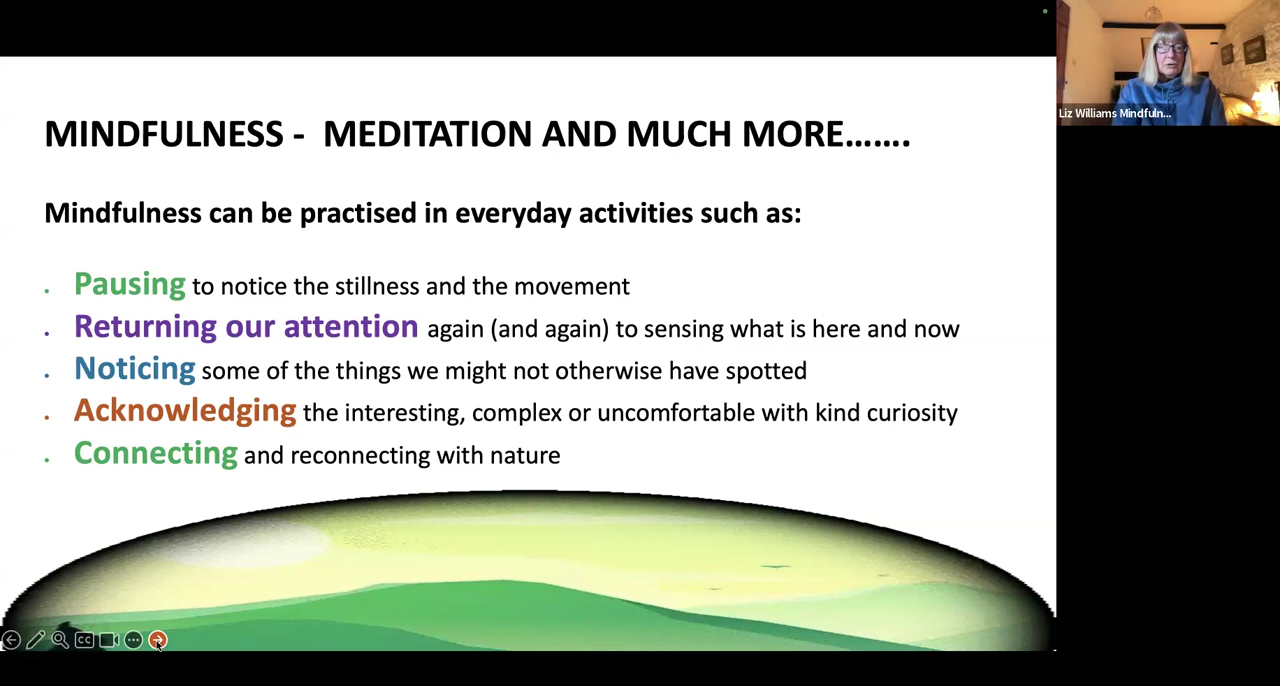 MINDFULNESS - MEDITATION AND MUCH MORE…….
Mindfulness can be practised in everyday activities such as:
Pausing to notice the stillness and the movement
Returning our attention again (and again) to sensing what is here and now
Noticing some of the things we might not otherwise have spotted
Acknowledging the interesting, complex or uncomfortable with kind curiosity
Connecting and reconnecting with nature
Liz Williams Mindfuln...
CC